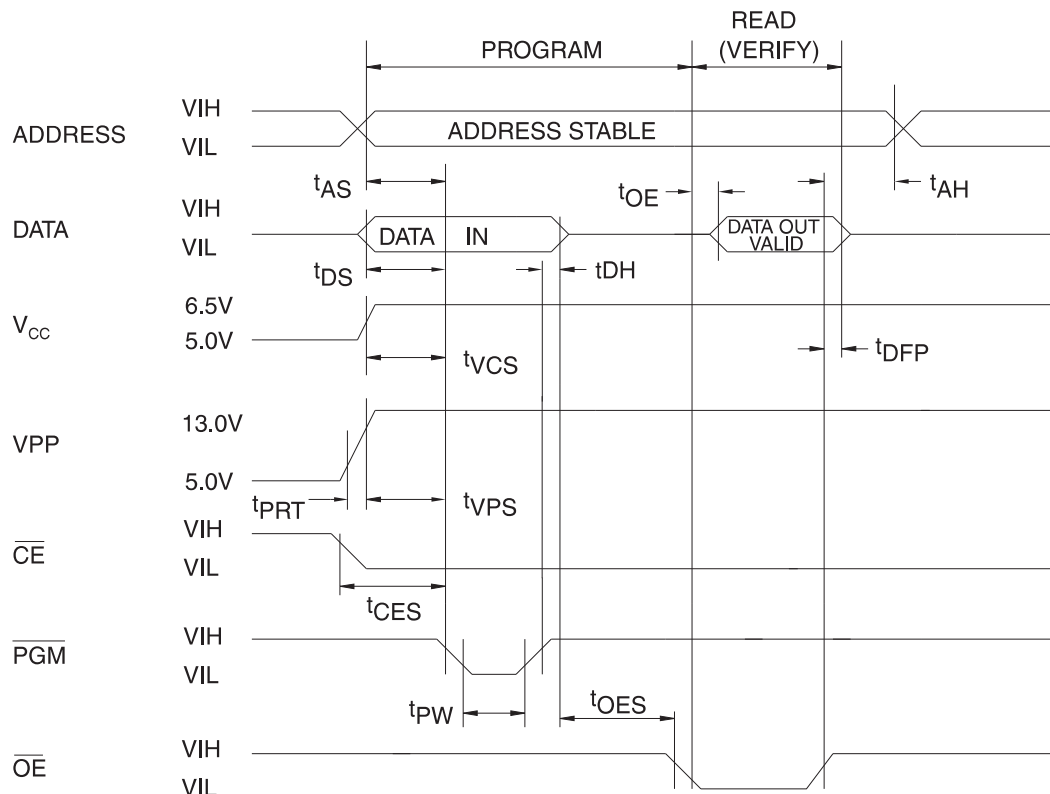 READ
PROGRAM (VERIFY)
ADDRESS VIH
VIL ADDRESS STABLE
tAS tOE tAH
DATA VIH
VIL DATA IN DATA OUT
VALID
tDS tDH
VCC 6.5V
5.0V tVCS tDFP
VPP 13.0V
5.0V
tPRT tVPS
CE VIH
VIL
tCES
PGM VIH
VIL
tPW tOES
OE VIH
VIL